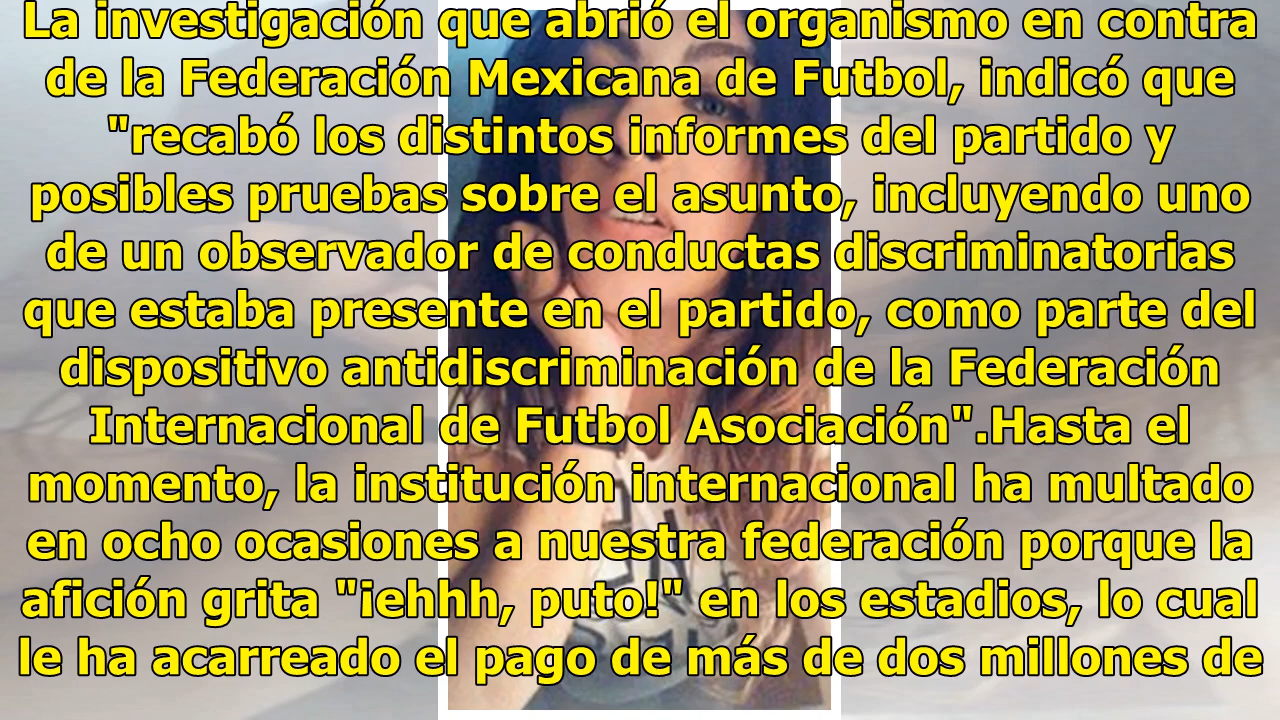 La investigación que abrió el organismo en contra
de la Federación Mexicana de Futbol, indicó que
"recabó los distintos informes del partido y
posibles pruebas sobre el asunto, incluyendo uno
de un observador de conductas discriminatorias
que estaba presente en el partido, como parte del
dispositivo antidiscriminación de la Federación
Internacional de Futbol Asociación".Hasta el
momento, la institución internacional ha multado
en ocho ocasiones a nuestra federación porque la
afición grita "¡ehhh, puto!" en los estadios, lo cual
le ha acarreado el pago de más de dos millones de